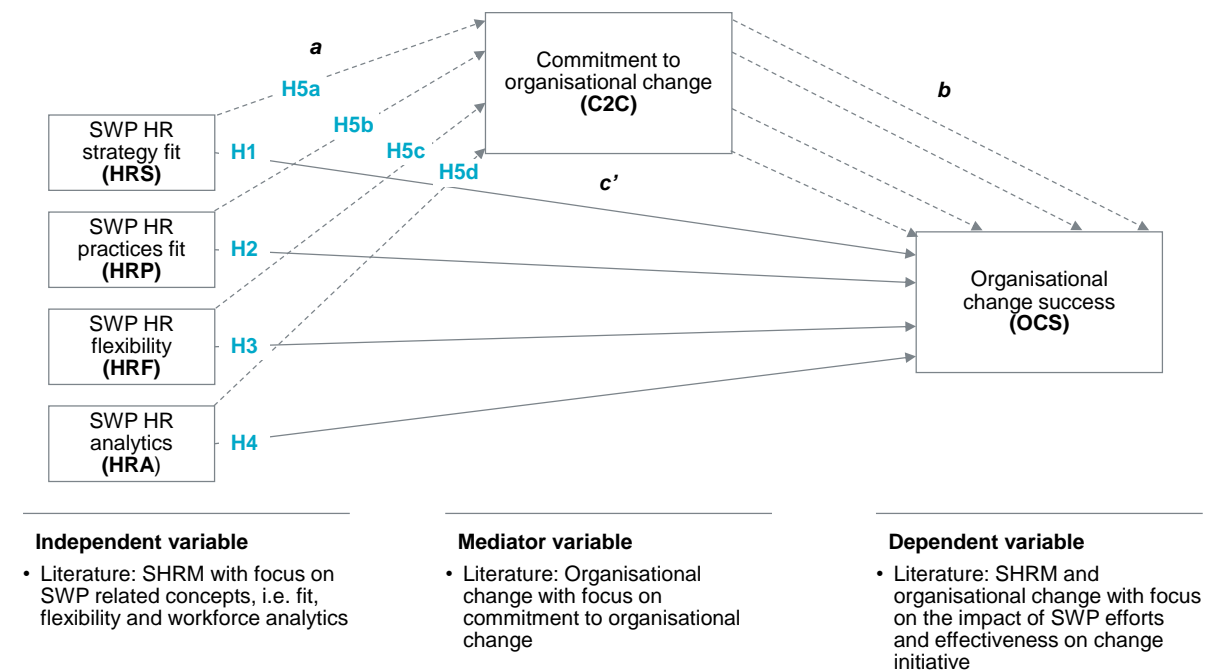 a
Commitment to
organisational change
(C2C)
b
H5a
SWP HR
strategy fit
(HRS)
H1
H5b
H5c
H5d
c’
SWP HR
practices fit
(HRP)
H2
Organisational
change success
(OCS)
SWP HR
flexibility
(HRF)
H3
SWP HR
analytics
(HRA)
H4
Independent variable
• Literature: SHRM with focus on
SWP related concepts, i.e. fit,
flexibility and workforce analytics
Mediator variable
• Literature: Organisational
change with focus on
commitment to organisational
change
Dependent variable
• Literature: SHRM and
organisational change with focus
on the impact of SWP efforts
and effectiveness on change
initiative